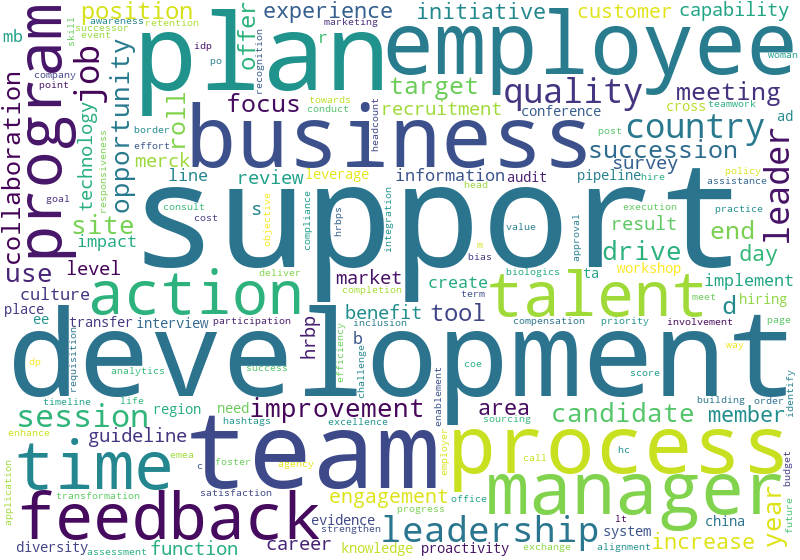 position
experience
initiative
customer
capability
awareness
successor
retention
marketing
skill
event
mb
program
job
opportunity
offer
r
recognition
idp
po
company
point
plan
employee
woman
collaboration
technology
responsiveness
border
effort
merck
roll
focus
target
recruitment
towards
conduct
headcount
quality
conference
meeting
cross
teamwork
ad
business
country
post
succession
leader
line
review
leverage
information
audit
survey
pipeline
hire
policy
assistance
goal
site
impact
consult
cost
s
objective
compliance
hrbps
support
integration
head
value
approval
execution
result
practice
end
drive
day
use
level
culture
place
deliver
market
completion
m
bias
biologics
term
create
ta
workshop
implement
meet
hiring
action
talent
d
ee
transfer
interview
participation
hrbp
benefit
b
inclusion
tool
compensation
priority
involvement
page
dp
requisition
analytics
success
efficiency
challenge
coe
score
way
development
timeline
life
session
region
need
hashtags
improvement
excellence
enablement
area
sourcing
candidate
member
building
order
identify
guideline
enhance
emea
c
foster
agency
team
employer
process
call
hc
time
application
transformation
satisfaction
engagement
progress
office
manager
year
budget
future
feedback
evidence
strengthen
leadership
lt
system
china
increase
diversity
assessment
function
career
knowledge
proactivity
exchange
alignment